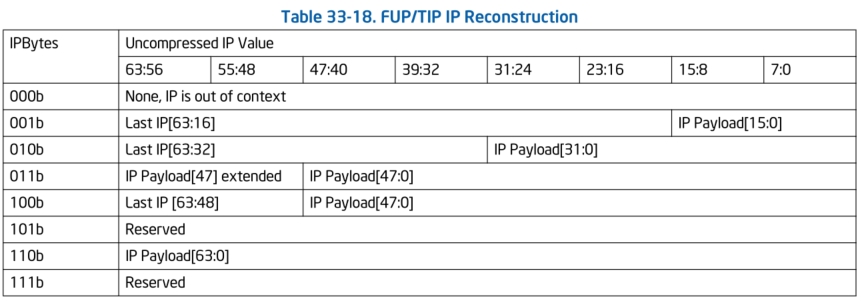 Table 33-18. FUP/TIP IP Reconstruction
IPBytes Uncompressed IP Value
63:56 55:48 47:40 39:32 31:24 23:16 15:8 7:0
000b None, IP is out of context
001b Last IP[63:16] IP Payload[15:0]
010b Last IP[63:32] IP Payload[31:0]
011b IP Payload[47] extended IP Payload[47:0]
100b Last IP [63:48] IP Payload[47:0]
101b Reserved
110b IP Payload[63:0]
111b Reserved